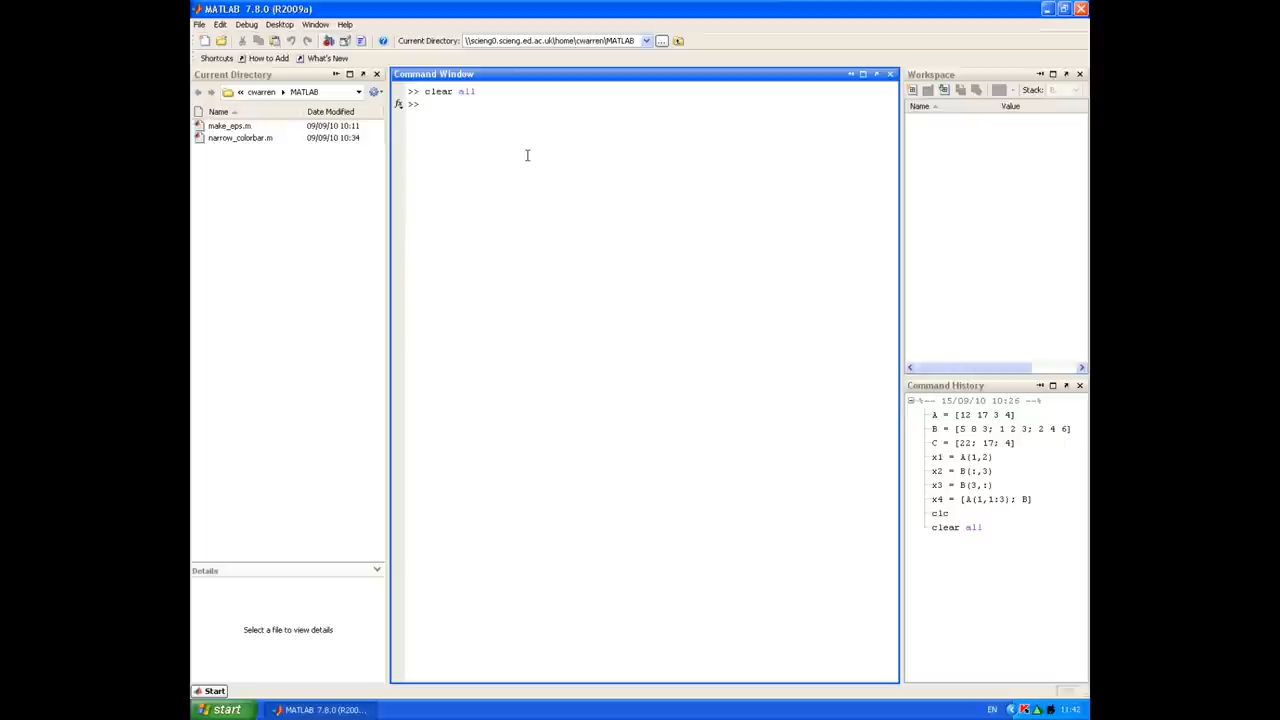 MATLAB 7.8.0 (R2009a)
File Edit Debug Desktop Window Help
Current Directory: \\scieng0.scieng.ed.ac.uk\home\cwarren\MATLAB
Shortcuts How to Add What's New
Current Directory
« cwarren MATLAB
Name Date Modified
make_eps.m 09/09/10 10:11
narrow_colorbar.m 09/09/10 10:34
Details
Select a file to view details
Command Window
>> clear all
fx >>
Workspace
Stack:
Name Value
Command History
%-- 15/09/10 10:26 --%
A = [12 17 3 4]
B = [5 8 3; 1 2 3; 2 4 6]
C = [22; 17; 4]
x1 = A(1,2)
x2 = B(:,3)
x3 = B(3,:)
x4 = [A(1,1:3); B]
clc
clear all
Start
start MATLAB 7.8.0 (R200... EN 11:42